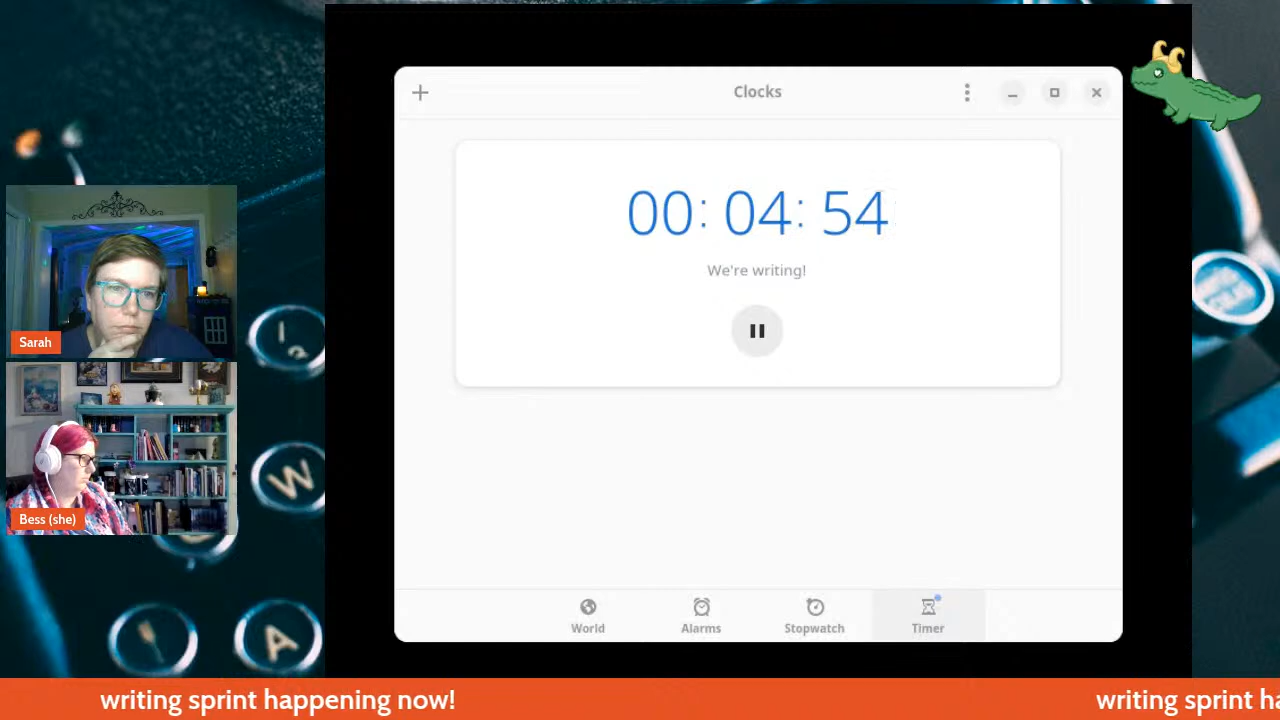 Clocks
00: 04: 54
We're writing!
Sarah
Bess (she)
I
W
A
World
Alarms
Stopwatch
Timer
writing sprint happening now!
writing sprint ha